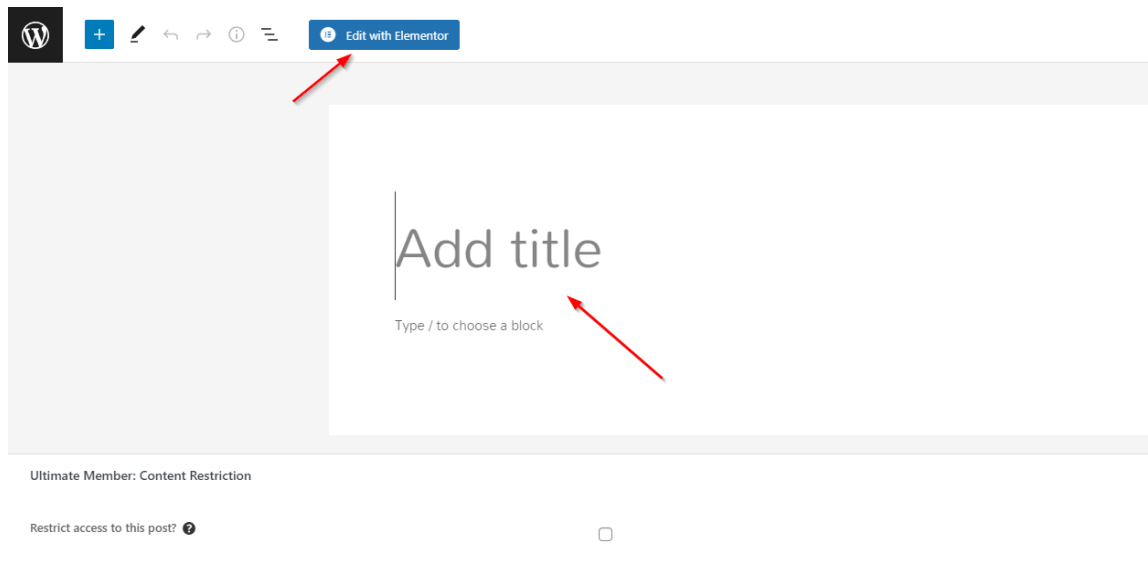 Edit with Elementor
Add title
Type / to choose a block
Ultimate Member: Content Restriction
Restrict access to this post? ?